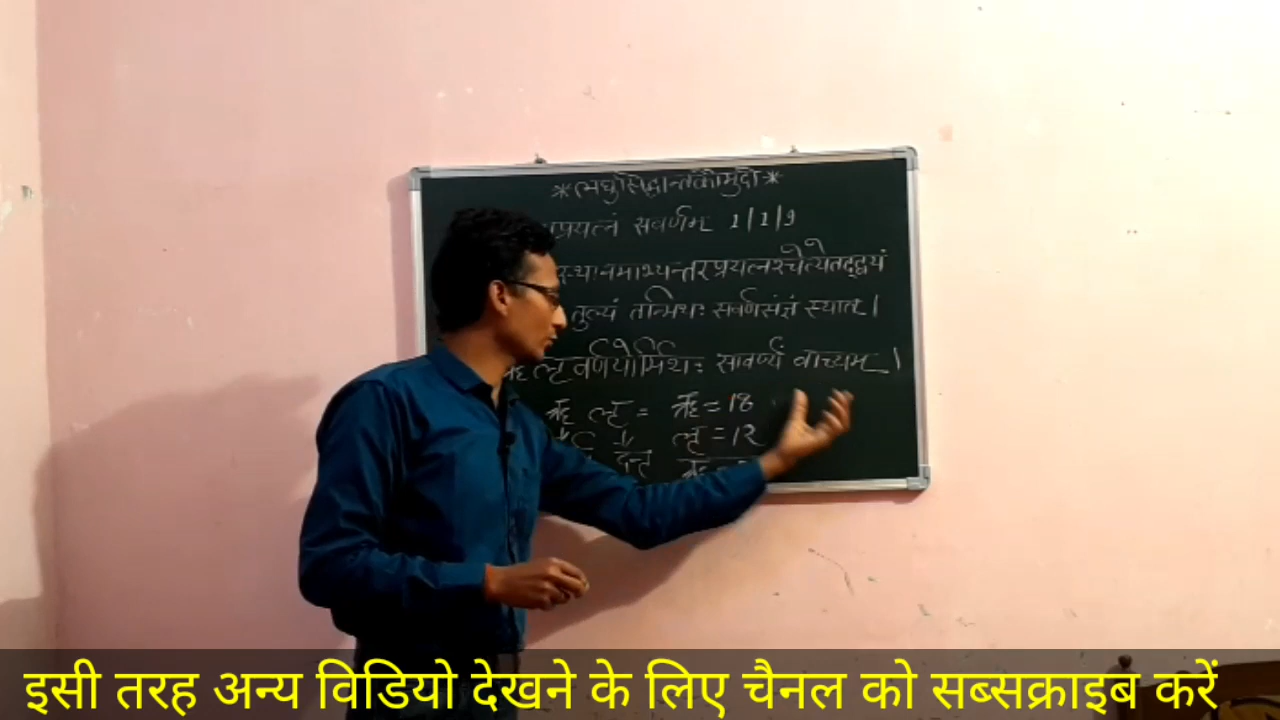 *लघुसिद्धान्तकौमुदी*
प्रयत्नं सवर्णम् 1/1/9
स्थानमाभ्यन्तरप्रयत्नश्चेत्येतद्द्वयं
तुल्यं तन्मिथः सवर्णसंज्ञं स्यात् ।
ऋ लृ वर्णयोर्मिथः सावर्ण्यं वाच्यम् ।
ऋ लृ = ऋ = 18
दन्त लृ = 12
ऋ =
इसी तरह अन्य विडियो देखने के लिए चैनल को सब्सक्राइब करें